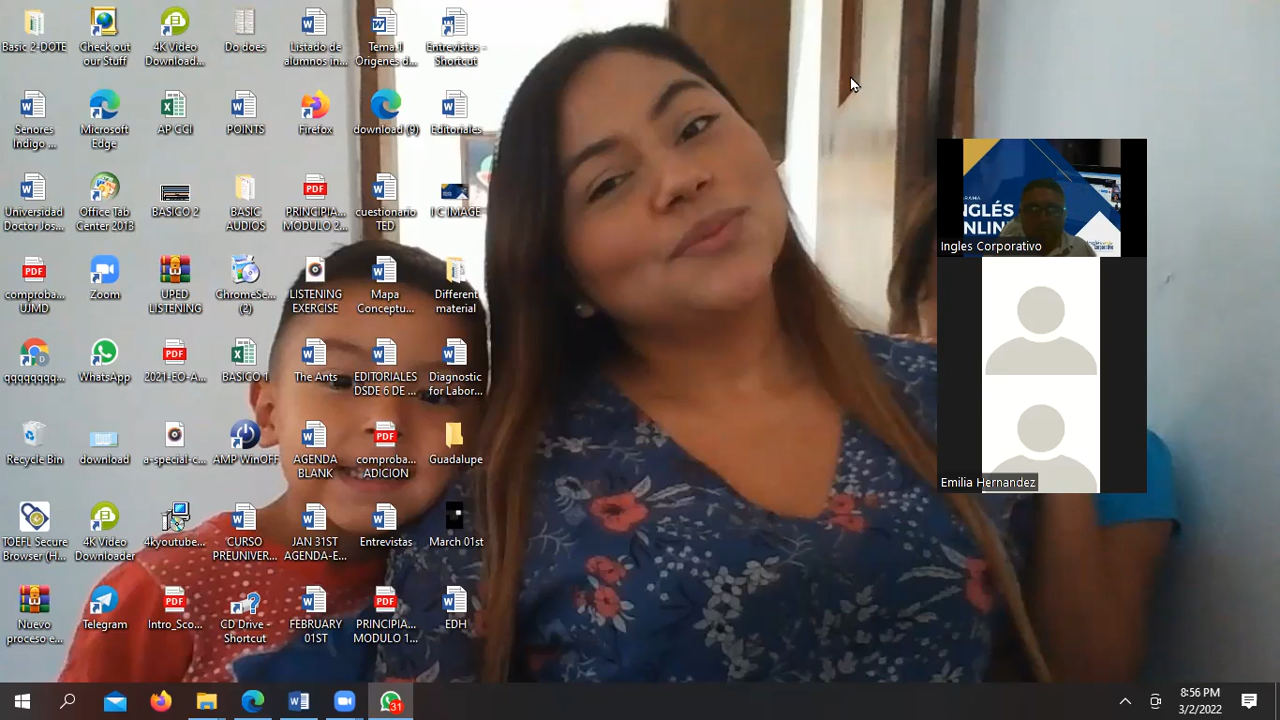 Basic 2-DOTE
Check out
our Stuff
4K Video
Download...
Do does
Listado de
alumnos in...
Tema I
Origenes d...
Entrevistas -
Shortcut
Senores
Indigo ...
Microsoft
Edge
AP CCI
POINTS
Firefox
download (9)
Editoriales
Universidad
Doctor Jos...
Office Tab
Center 2013
BASICO 2
BASIC
AUDIOS
PRINCIPIA...
MODULO 2...
cuestionario
TED
I C IMAGE
comproba...
UJMD
Zoom
UPED
LISTENING
ChromeSe...
(2)
LISTENING
EXERCISE
Mapa
Conceptu...
Different
material
qqqqqqqq...
WhatsApp
2021-EO-A...
BASICO 1
The Ants
EDITORIALES
DSDE 6 DE ...
Diagnostic
for Labor...
Recycle Bin
download
a-special-c...
AMP WinOFF
AGENDA
BLANK
comproba...
ADICION
Guadalupe
TOEFL Secure
Browser (H...
4K Video
Downloader
4kyoutube...
'CURSO
PREUNIVER...
JAN 31ST
AGENDA-E...
Entrevistas
March 01st
Nuevo
proceso e...
Telegram
Intro_Sco...
CD Drive -
Shortcut
FEBRUARY
01ST
PRINCIPIA...
MODULO 1...
EDH
NGLÉS
NLIN
Ingles Corporativo
Emilia Hernandez
31
8:56 PM
3/2/2022